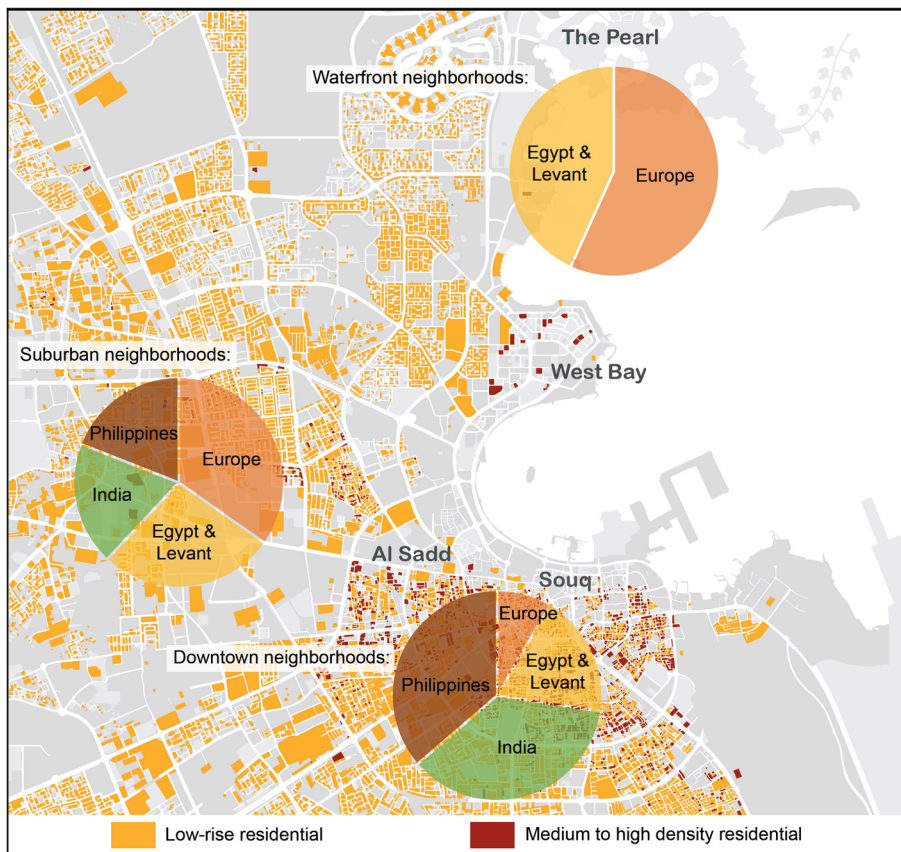 The Pearl
Waterfront neighborhoods:
Egypt &
Levant
Europe
Suburban neighborhoods:
West Bay
Philippines
Europe
India
Egypt &
Levant
Al Sadd
Souq
Downtown neighborhoods:
Europe
Egypt &
Levant
Philippines
India
Low-rise residential
Medium to high density residential